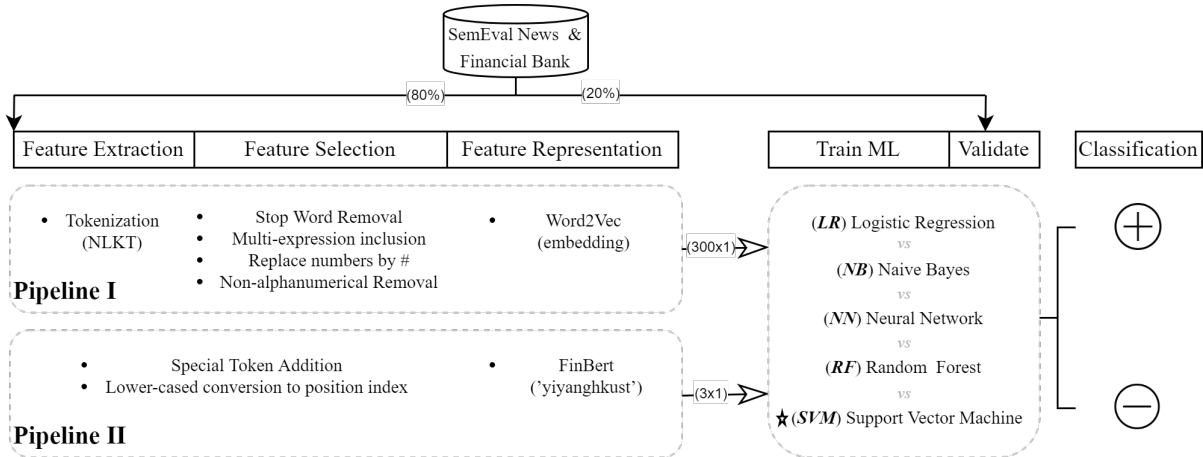 SemEval News &
Financial Bank
(80%)
(20%)
Feature Extraction
Feature Selection
Feature Representation
Train ML
Validate
Classification
• Tokenization
(NLKT)
• Stop Word Removal
• Multi-expression inclusion
• Replace numbers by #
• Non-alphanumerical Removal
• Word2Vec
(embedding)
Pipeline I
(300x1)
• Special Token Addition
• Lower-cased conversion to position index
• FinBert
('yiyanghkust')
Pipeline II
(3x1)
(LR) Logistic Regression
vs
(NB) Naive Bayes
vs
(NN) Neural Network
vs
(RF) Random Forest
vs
(SVM) Support Vector Machine
+
−